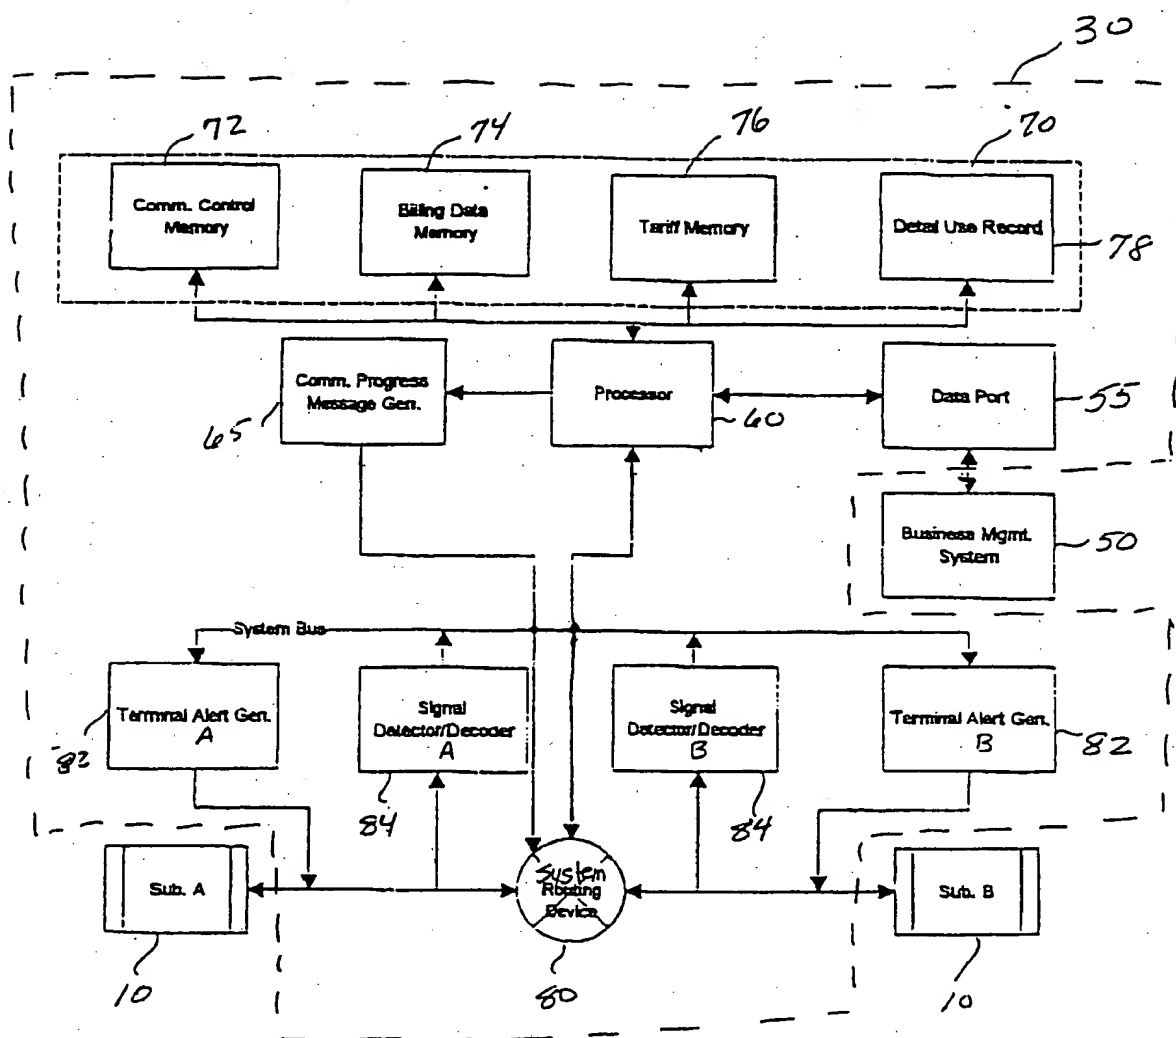 30
72
74
76
70
Comm. Control
Memory
Billing Data
Memory
Tariff Memory
Detail Use Record
78
Comm. Progress
Message Gen.
Processor
Data Port
65
60
55
Business Mgmt.
System
50
System Bus
Terminal Alert Gen.
A
Signal
Detector/Decoder
A
Signal
Detector/Decoder
B
Terminal Alert Gen.
B
82
82
84
84
Sub. A
System
Routing
Device
Sub. B
10
80
10